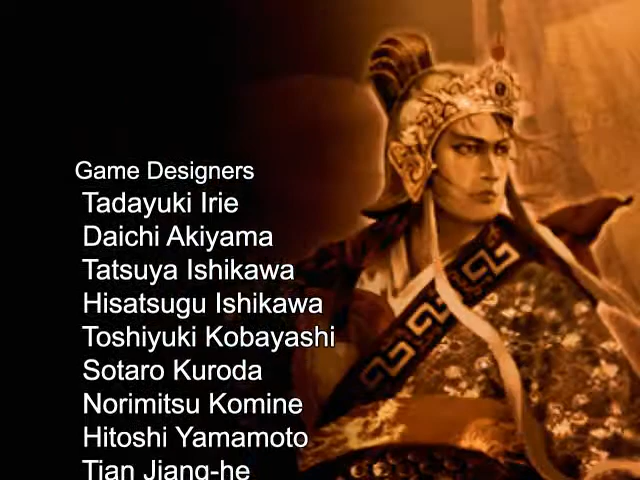 Game Designers
Tadayuki Irie
Daichi Akiyama
Tatsuya Ishikawa
Hisatsugu Ishikawa
Toshiyuki Kobayashi
Sotaro Kuroda
Norimitsu Komine
Hitoshi Yamamoto
Tian Jiang-he